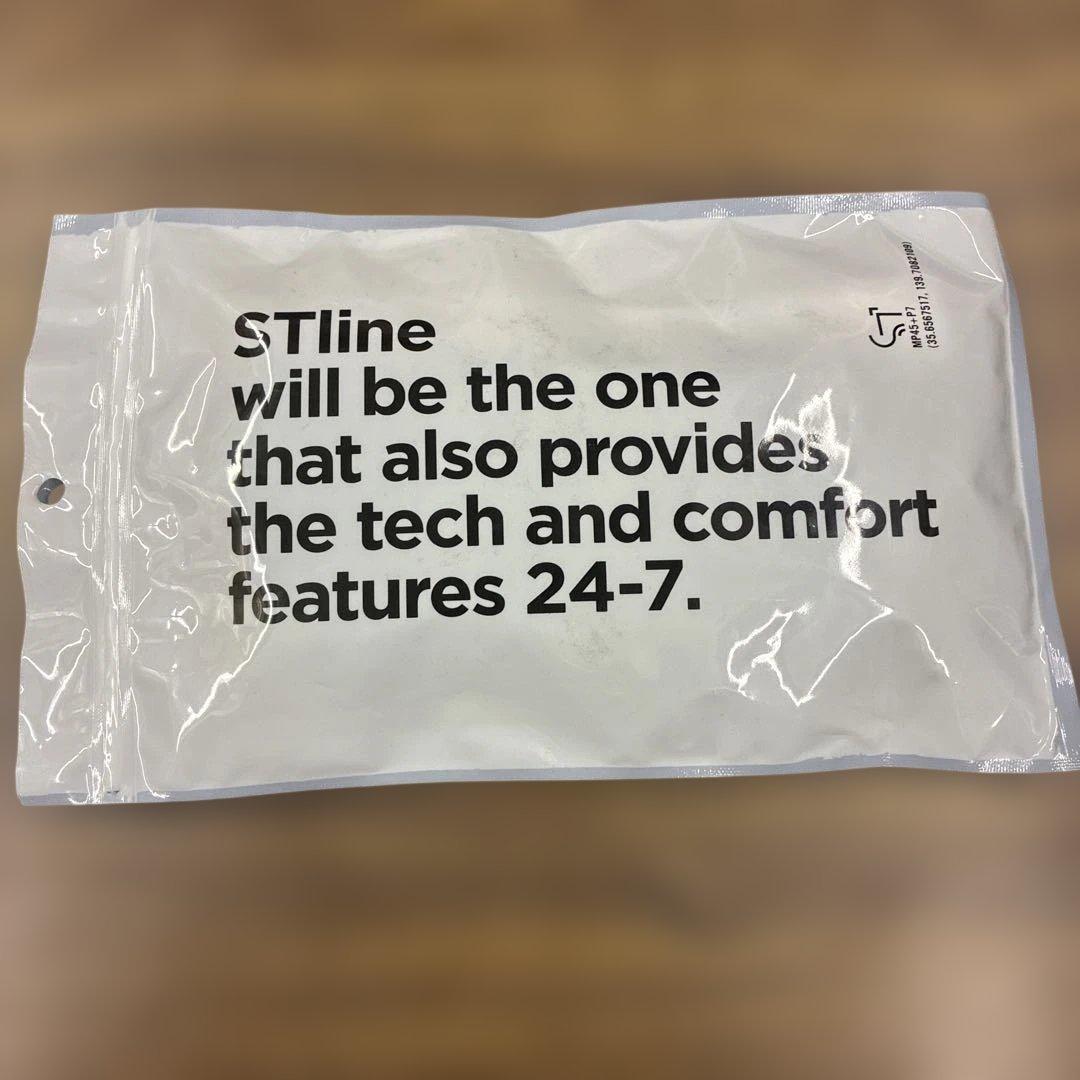 STline
will be the one
that also provides
the tech and comfort
features 24-7.
MP45+P7
(35.6567517, 139.7082109)